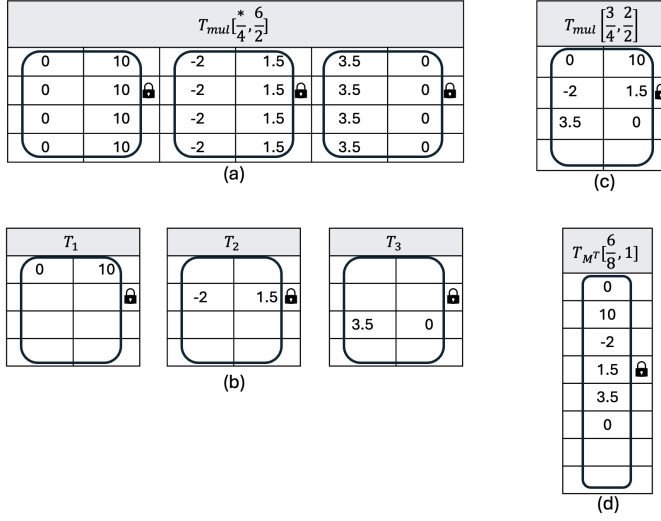 T_mul[*/4, 6/2]
0 10 -2 1.5 3.5 0
0 10 -2 1.5 3.5 0
0 10 -2 1.5 3.5 0
0 10 -2 1.5 3.5 0
(a)
T_mul[3/4, 2/2]
0 10
-2 1.5
3.5 0
(c)
T_1 T_2 T_3
0 10
-2 1.5
3.5 0
(b)
T_{M^T}[6/8, 1]
0
10
-2
1.5
3.5
0
(d)